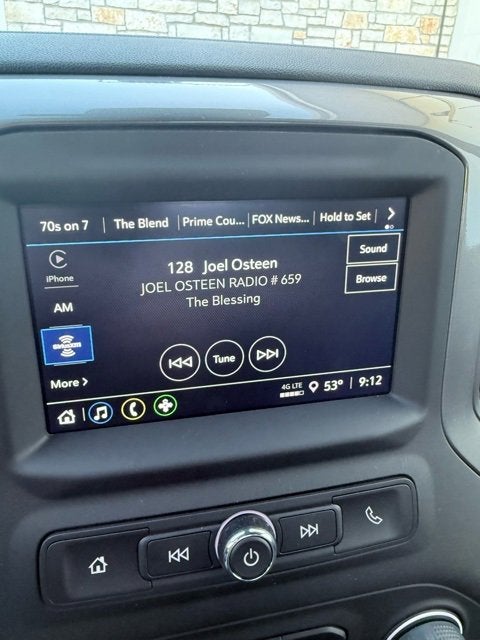 70s on 7 | The Blend | Prime Cou... | FOX News... | Hold to Set |
iPhone
128 Joel Osteen
Sound
JOEL OSTEEN RADIO # 659
Browse
The Blessing
AM
SIRIUSXM
Tune
More
4G LTE 53° | 9:12